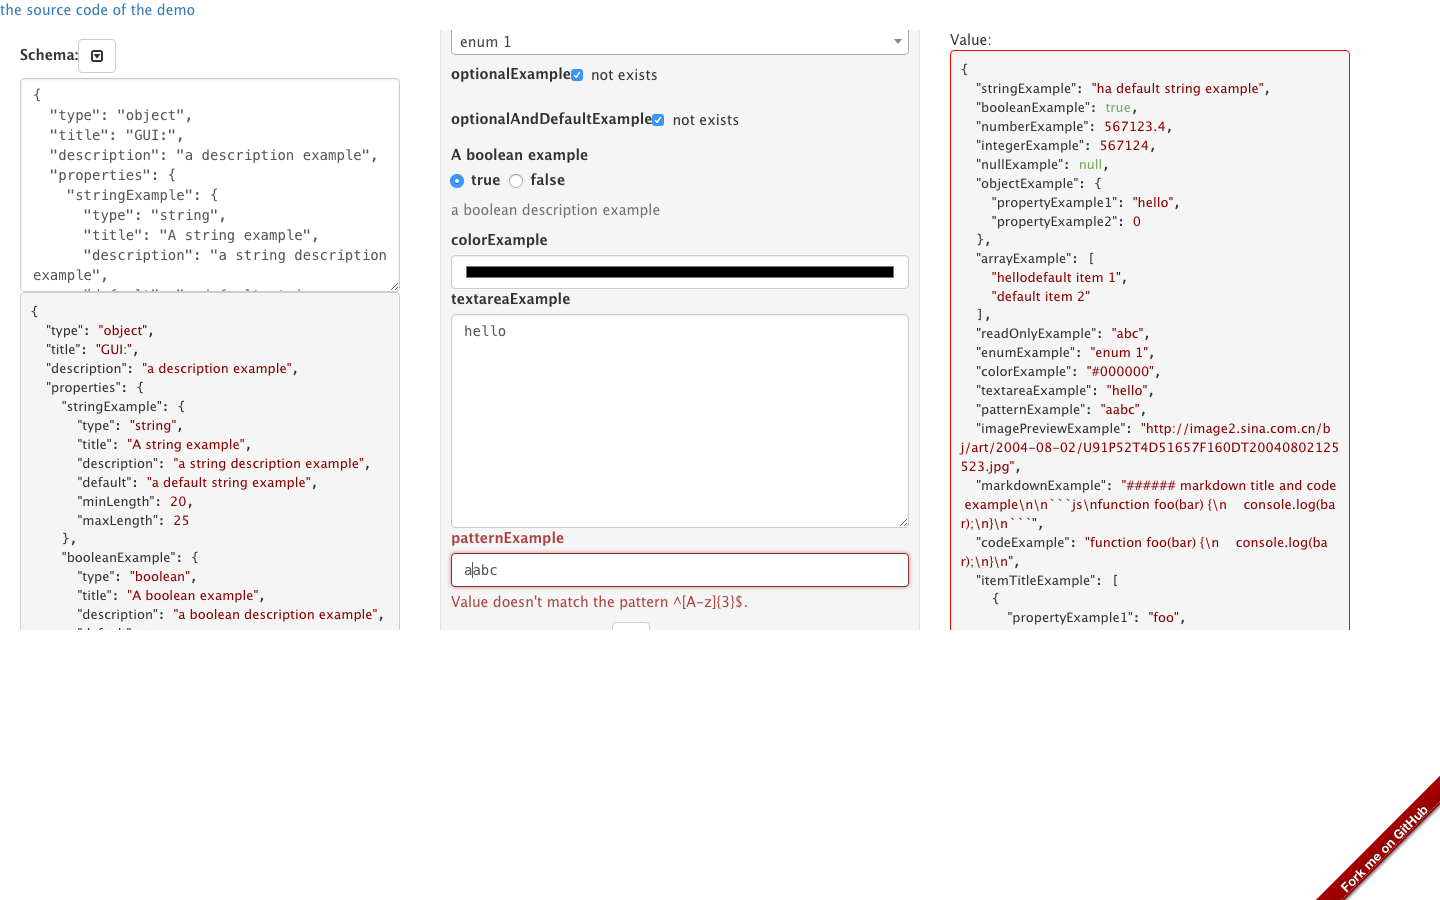 the source code of the demo
Schema:
{
"type": "object",
"title": "GUI:",
"description": "a description example",
"properties": {
"stringExample": {
"type": "string",
"title": "A string example",
"description": "a string description
example",
{
"type": "object",
"title": "GUI:",
"description": "a description example",
"properties": {
"stringExample": {
"type": "string",
"title": "A string example",
"description": "a string description example",
"default": "a default string example",
"minLength": 20,
"maxLength": 25
},
"booleanExample": {
"type": "boolean",
"title": "A boolean example",
"description": "a boolean description example",
enum 1
optionalExample not exists
optionalAndDefaultExample not exists
A boolean example
true false
a boolean description example
colorExample
textareaExample
hello
patternExample
aabc
Value doesn't match the pattern ^[A-z]{3}$.
Value:
{
"stringExample": "ha default string example",
"booleanExample": true,
"numberExample": 567123.4,
"integerExample": 567124,
"nullExample": null,
"objectExample": {
"propertyExample1": "hello",
"propertyExample2": 0
},
"arrayExample": [
"hellodefault item 1",
"default item 2"
],
"readOnlyExample": "abc",
"enumExample": "enum 1",
"colorExample": "#000000",
"textareaExample": "hello",
"patternExample": "aabc",
"imagePreviewExample": "http://image2.sina.com.cn/b
j/art/2004-08-02/U91P52T4D51657F160DT20040802125
523.jpg",
"markdownExample": "###### markdown title and code
example\n\n```js\nfunction foo(bar) {\n    console.log(ba
r);\n}\n```",
"codeExample": "function foo(bar) {\n    console.log(ba
r);\n}\n",
"itemTitleExample": [
{
"propertyExample1": "foo",
Fork me on GitHub